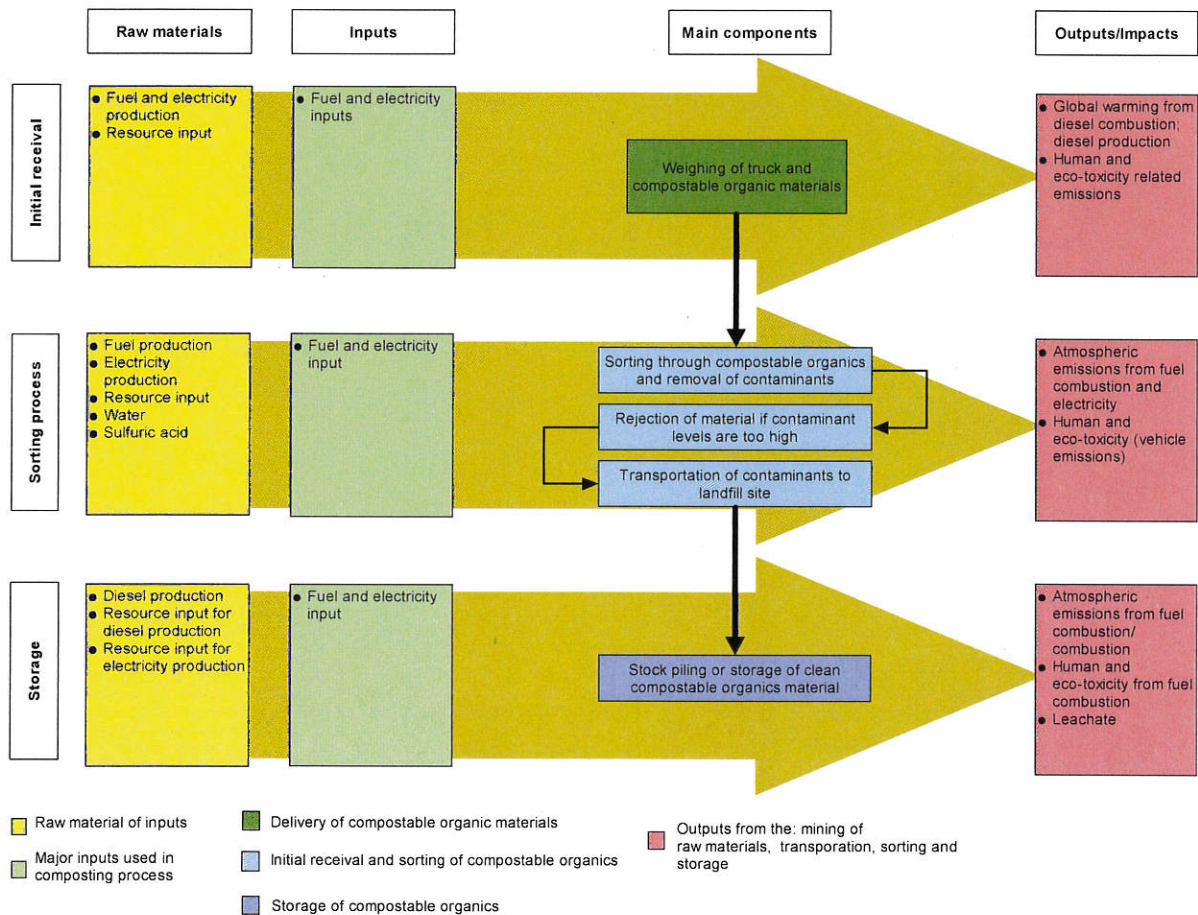 Raw materials
Inputs
Main components
Outputs/Impacts
Initial receival
● Fuel and electricity
production
● Resource input
● Fuel and electricity
inputs
Weighing of truck and
compostable organic materials
● Global warming from
diesel combustion;
diesel production
● Human and
eco-toxicity related
emissions
Sorting process
● Fuel production
● Electricity
production
● Resource input
● Water
● Sulfuric acid
● Fuel and electricity
input
Sorting through compostable organics
and removal of contaminants
Rejection of material if contaminant
levels are too high
Transportation of contaminants to
landfill site
● Atmospheric
emissions from fuel
combustion and
electricity
● Human and
eco-toxicity (vehicle
emissions)
Storage
● Diesel production
● Resource input for
diesel production
● Resource input for
electricity production
● Fuel and electricity
input
Stock piling or storage of clean
compostable organics material
● Atmospheric
emissions from fuel
combustion/
combustion
● Human and
eco-toxicity from fuel
combustion
● Leachate
Raw material of inputs
Major inputs used in
composting process
Delivery of compostable organic materials
Initial receival and sorting of compostable organics
Storage of compostable organics
Outputs from the: mining of
raw materials, transporation, sorting and
storage